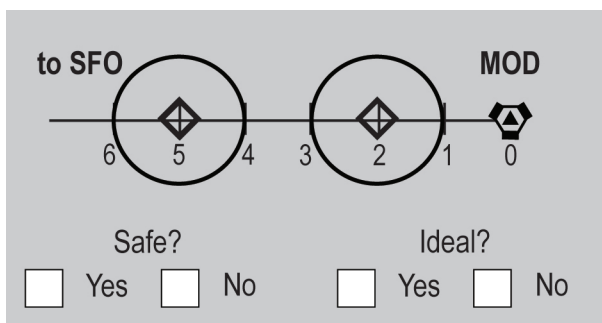 to SFO MOD
6 5 4 3 2 1 0
Safe? Ideal?
Yes No Yes No